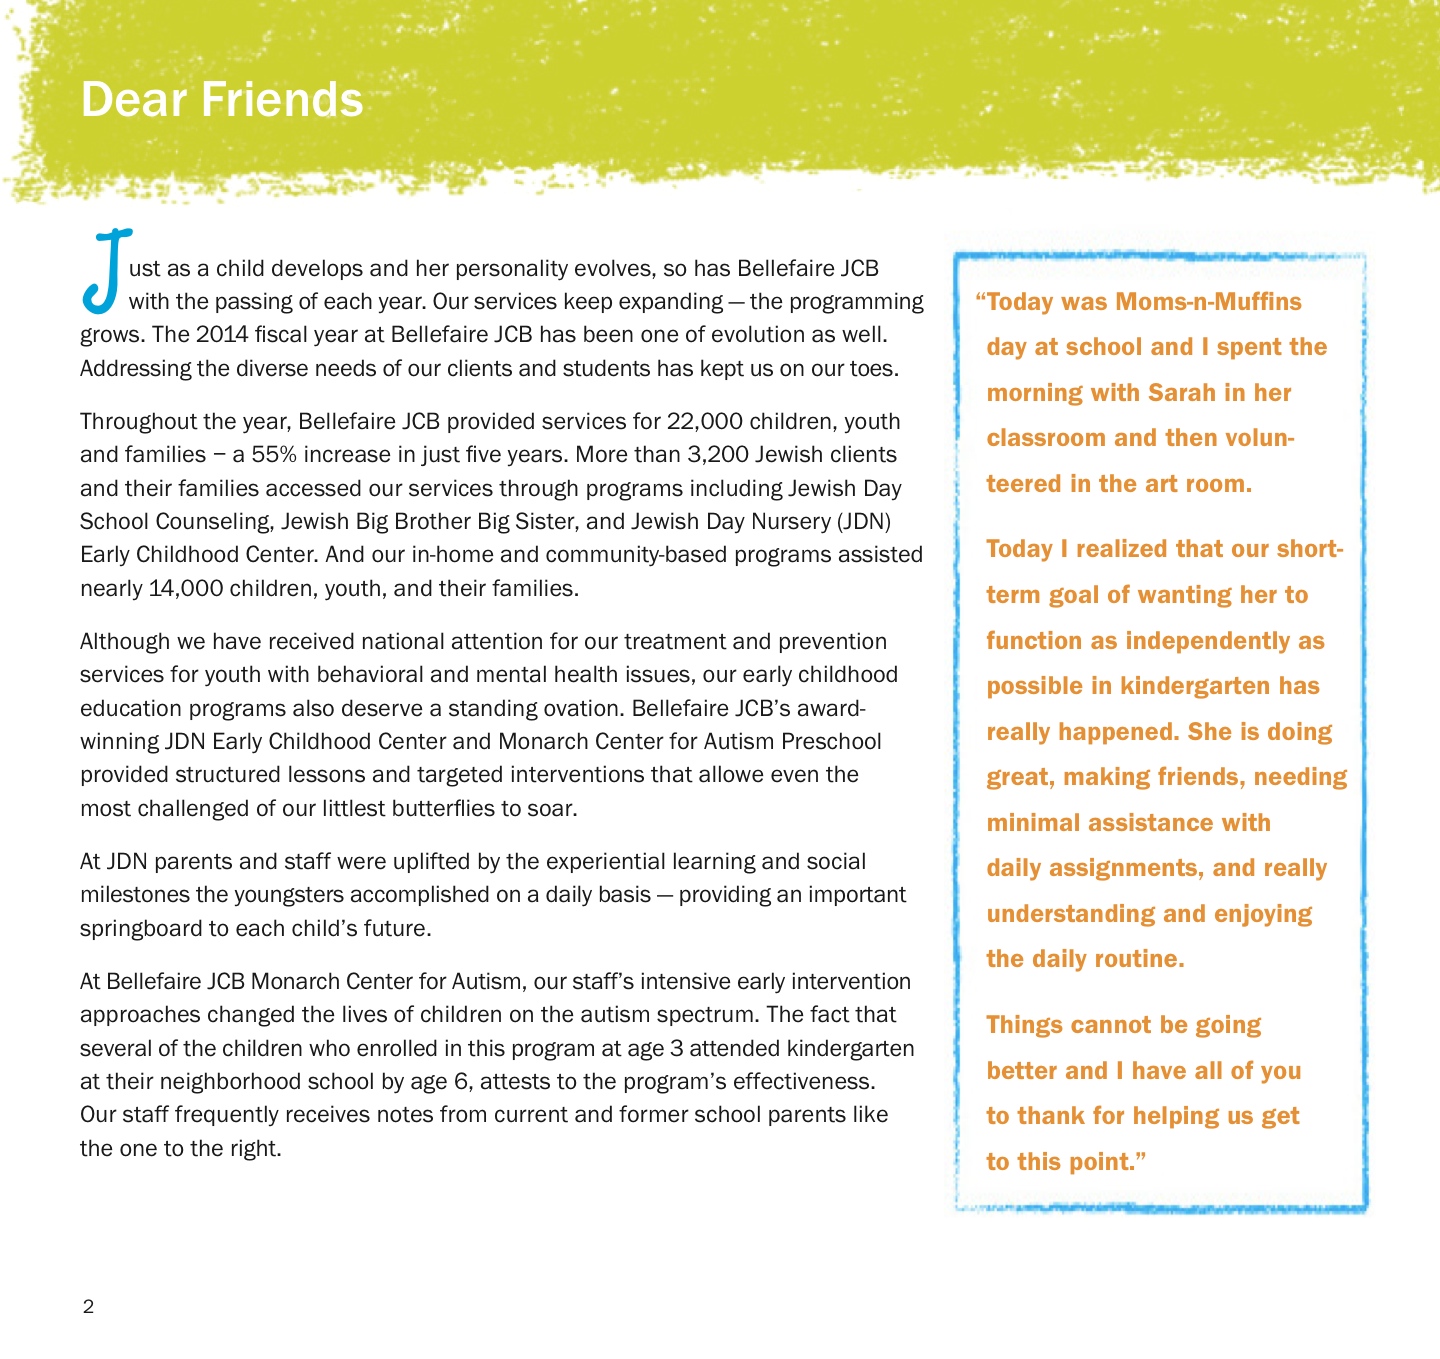 Dear Friends
Just as a child develops and her personality evolves, so has Bellefaire JCB
with the passing of each year. Our services keep expanding — the programming
grows. The 2014 fiscal year at Bellefaire JCB has been one of evolution as well.
Addressing the diverse needs of our clients and students has kept us on our toes.
Throughout the year, Bellefaire JCB provided services for 22,000 children, youth
and families – a 55% increase in just five years. More than 3,200 Jewish clients
and their families accessed our services through programs including Jewish Day
School Counseling, Jewish Big Brother Big Sister, and Jewish Day Nursery (JDN)
Early Childhood Center. And our in-home and community-based programs assisted
nearly 14,000 children, youth, and their families.
Although we have received national attention for our treatment and prevention
services for youth with behavioral and mental health issues, our early childhood
education programs also deserve a standing ovation. Bellefaire JCB’s award-
winning JDN Early Childhood Center and Monarch Center for Autism Preschool
provided structured lessons and targeted interventions that allowe even the
most challenged of our littlest butterflies to soar.
At JDN parents and staff were uplifted by the experiential learning and social
milestones the youngsters accomplished on a daily basis — providing an important
springboard to each child’s future.
At Bellefaire JCB Monarch Center for Autism, our staff’s intensive early intervention
approaches changed the lives of children on the autism spectrum. The fact that
several of the children who enrolled in this program at age 3 attended kindergarten
at their neighborhood school by age 6, attests to the program’s effectiveness.
Our staff frequently receives notes from current and former school parents like
the one to the right.
“Today was Moms-n-Muffins
day at school and I spent the
morning with Sarah in her
classroom and then volun-
teered in the art room.
Today I realized that our short-
term goal of wanting her to
function as independently as
possible in kindergarten has
really happened. She is doing
great, making friends, needing
minimal assistance with
daily assignments, and really
understanding and enjoying
the daily routine.
Things cannot be going
better and I have all of you
to thank for helping us get
to this point.”
2